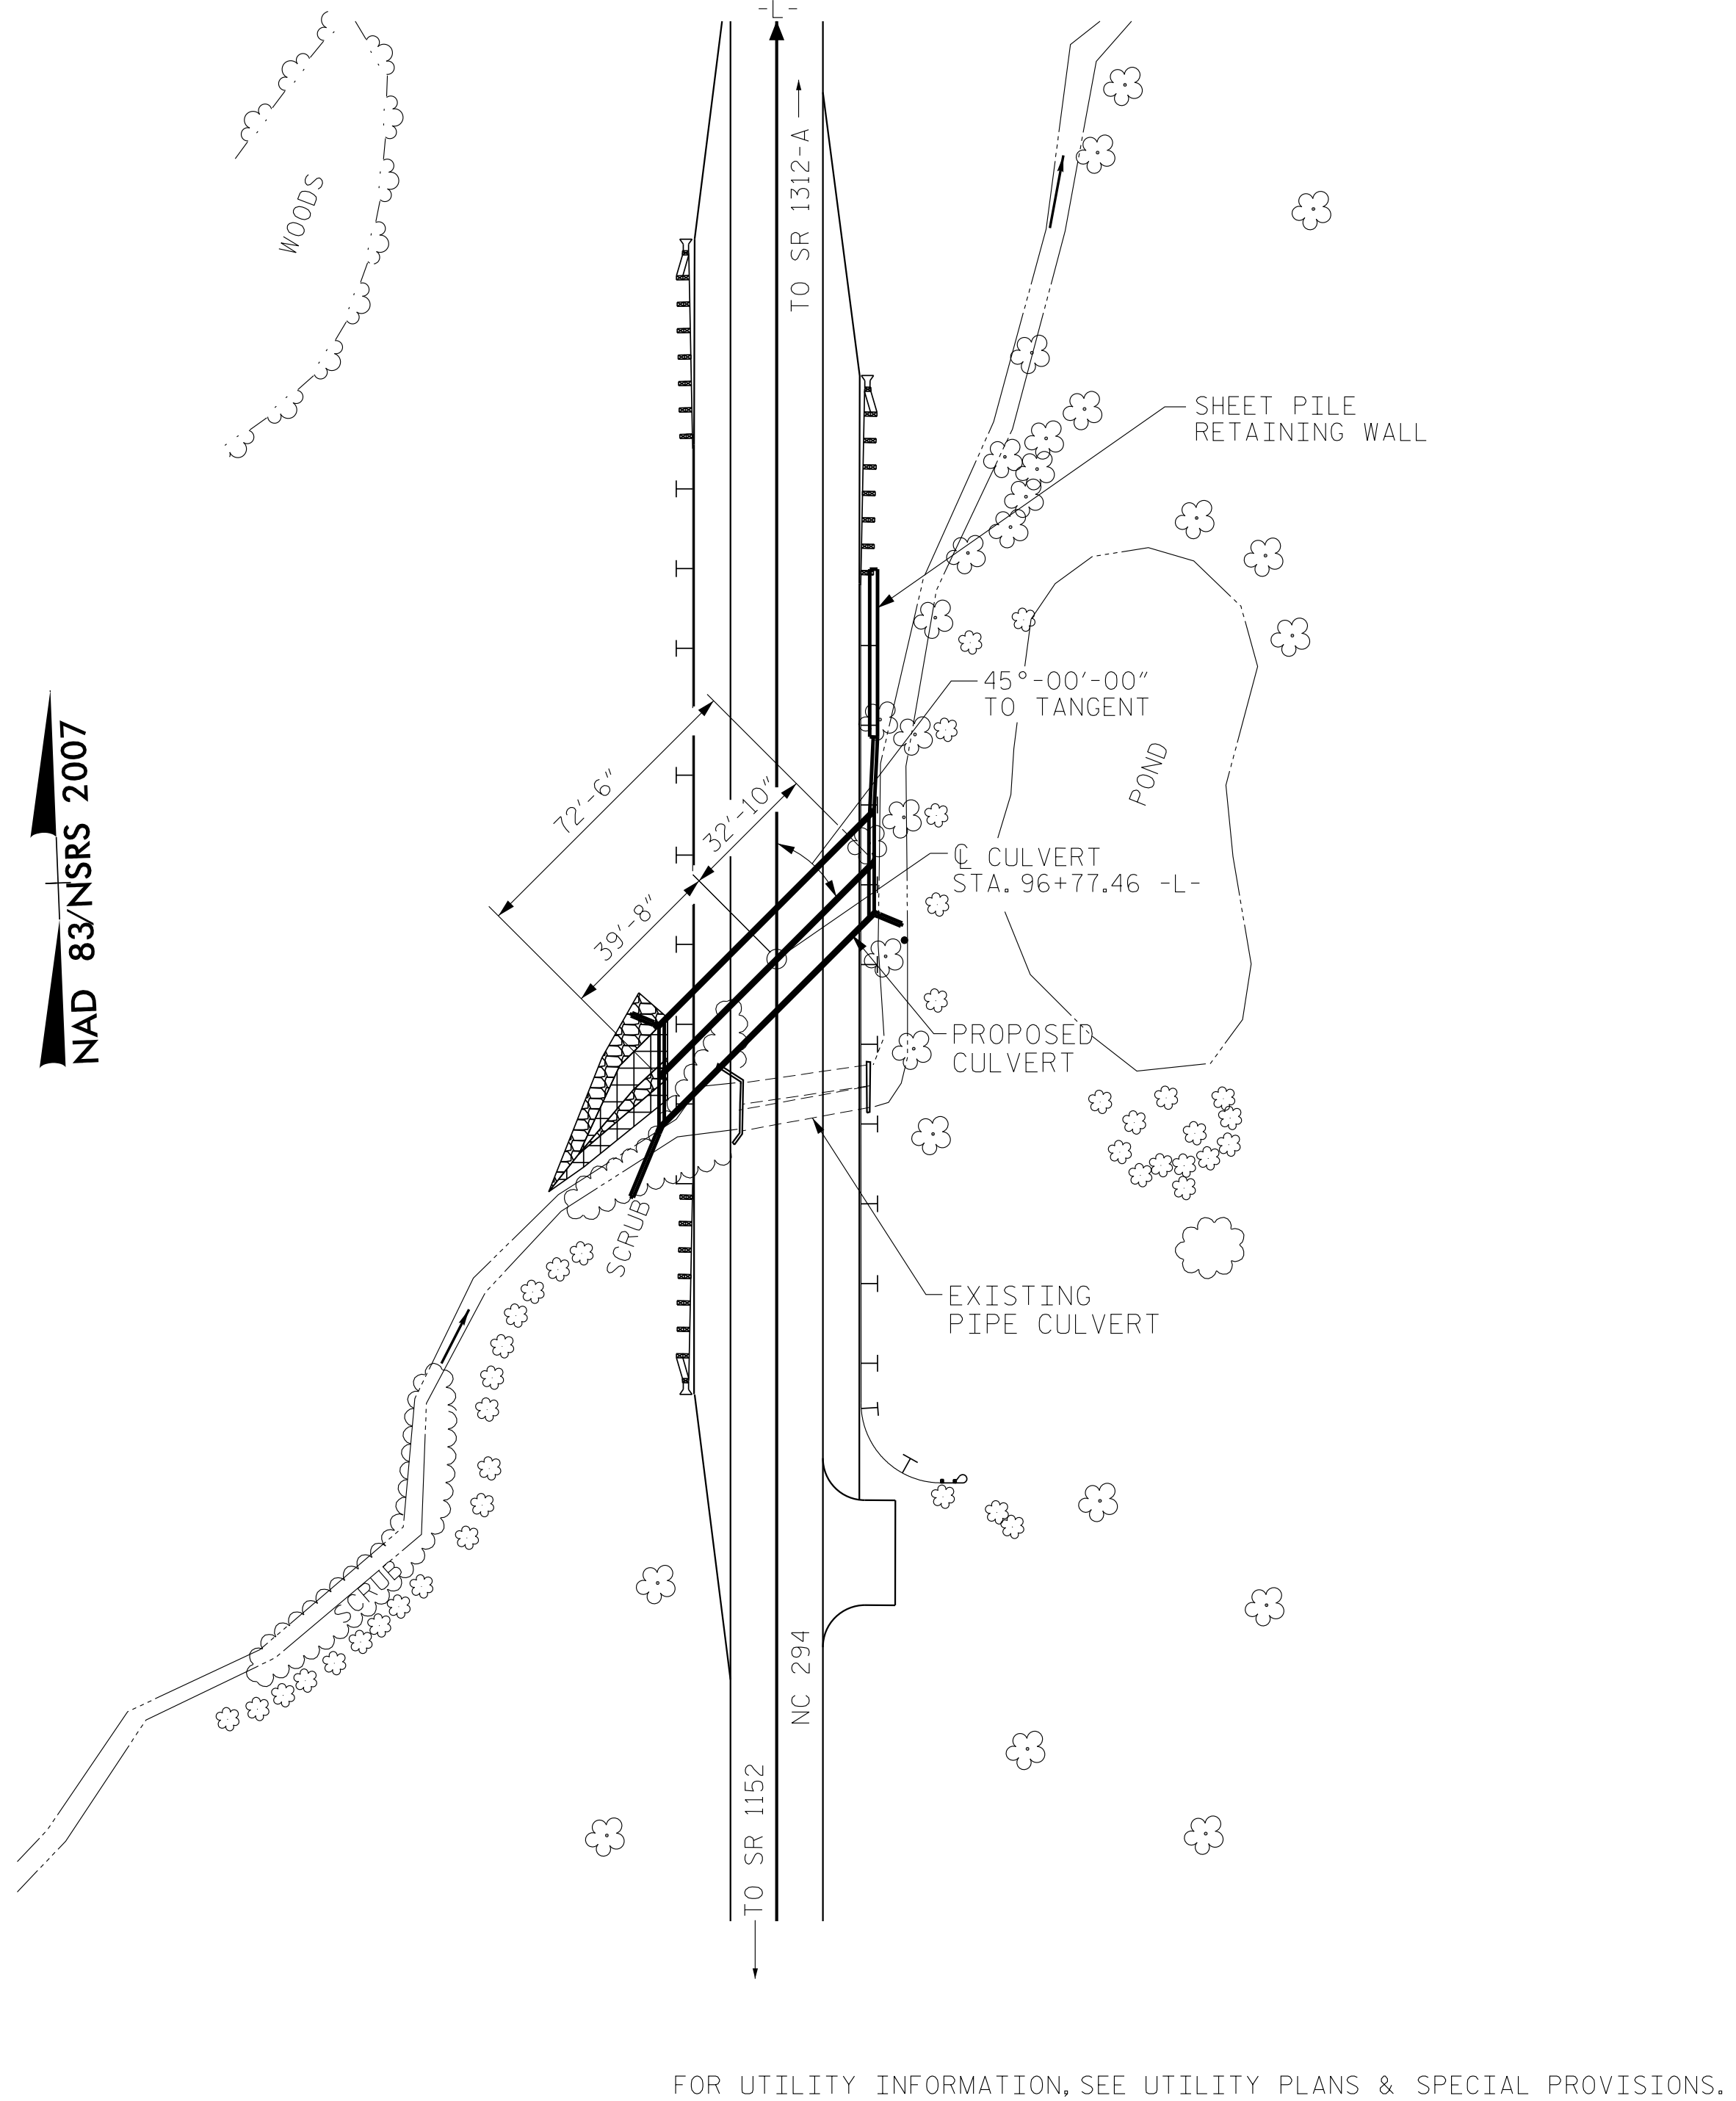 -L-
TO SR 1312-A
WOODS
SHEET PILE
RETAINING WALL
45°-00'-00"
TO TANGENT
POND
72'-6"
32'-10"
39'-8"
℄ CULVERT
STA. 96+77.46 -L-
NAD 83/NSRS 2007
PROPOSED
CULVERT
SCRUB
EXISTING
PIPE CULVERT
SCRUB
NC 294
TO SR 1152
FOR UTILITY INFORMATION, SEE UTILITY PLANS & SPECIAL PROVISIONS.